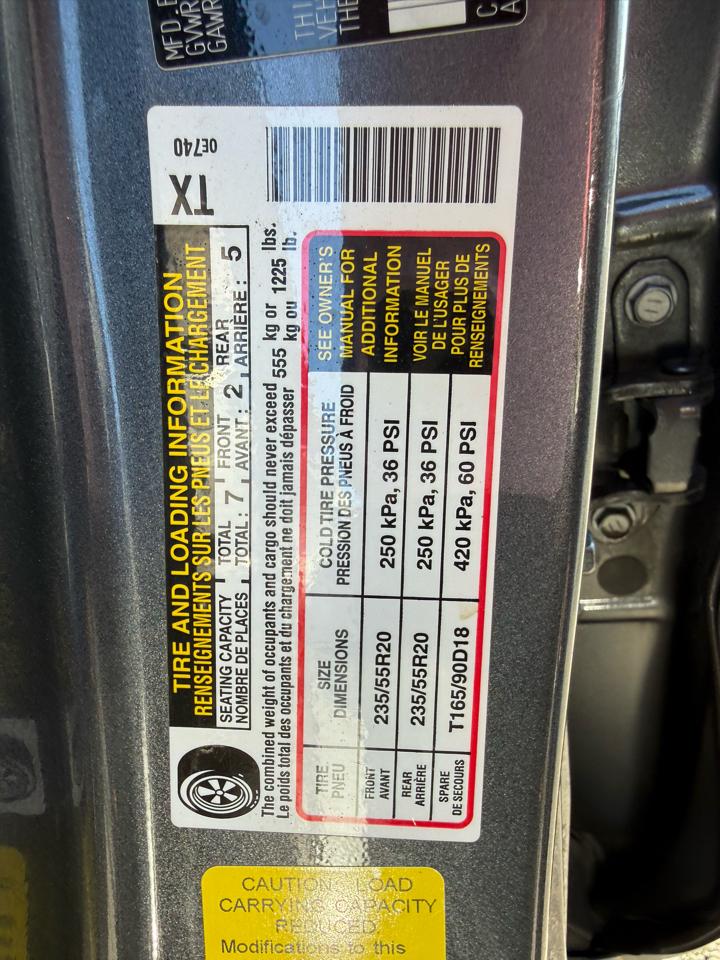 MFD
GVWR
GAWR
THI
VEH
THE
C
A
TX
0E740
TIRE AND LOADING INFORMATION
RENSEIGNEMENTS SUR LES PNEUS ET LE CHARGEMENT
SEATING CAPACITY TOTAL 7 FRONT 2 REAR 5
NOMBRE DE PLACES TOTAL : AVANT : ARRIÈRE :
The combined weight of occupants and cargo should never exceed 555 kg or 1225 lbs.
Le poids total des occupants et du chargement ne doit jamais dépasser kg ou lb.
TIRE SIZE COLD TIRE PRESSURE
PNEU DIMENSIONS PRESSION DES PNEUS À FROID
FRONT
AVANT 235/55R20 250 kPa, 36 PSI
REAR
ARRIÈRE 235/55R20 250 kPa, 36 PSI
SPARE
DE SECOURS T165/90D18 420 kPa, 60 PSI
SEE OWNER'S
MANUAL FOR
ADDITIONAL
INFORMATION
VOIR LE MANUEL
DE L'USAGER
POUR PLUS DE
RENSEIGNEMENTS
CAUTION: LOAD
CARRYING CAPACITY
REDUCED
Modifications to this